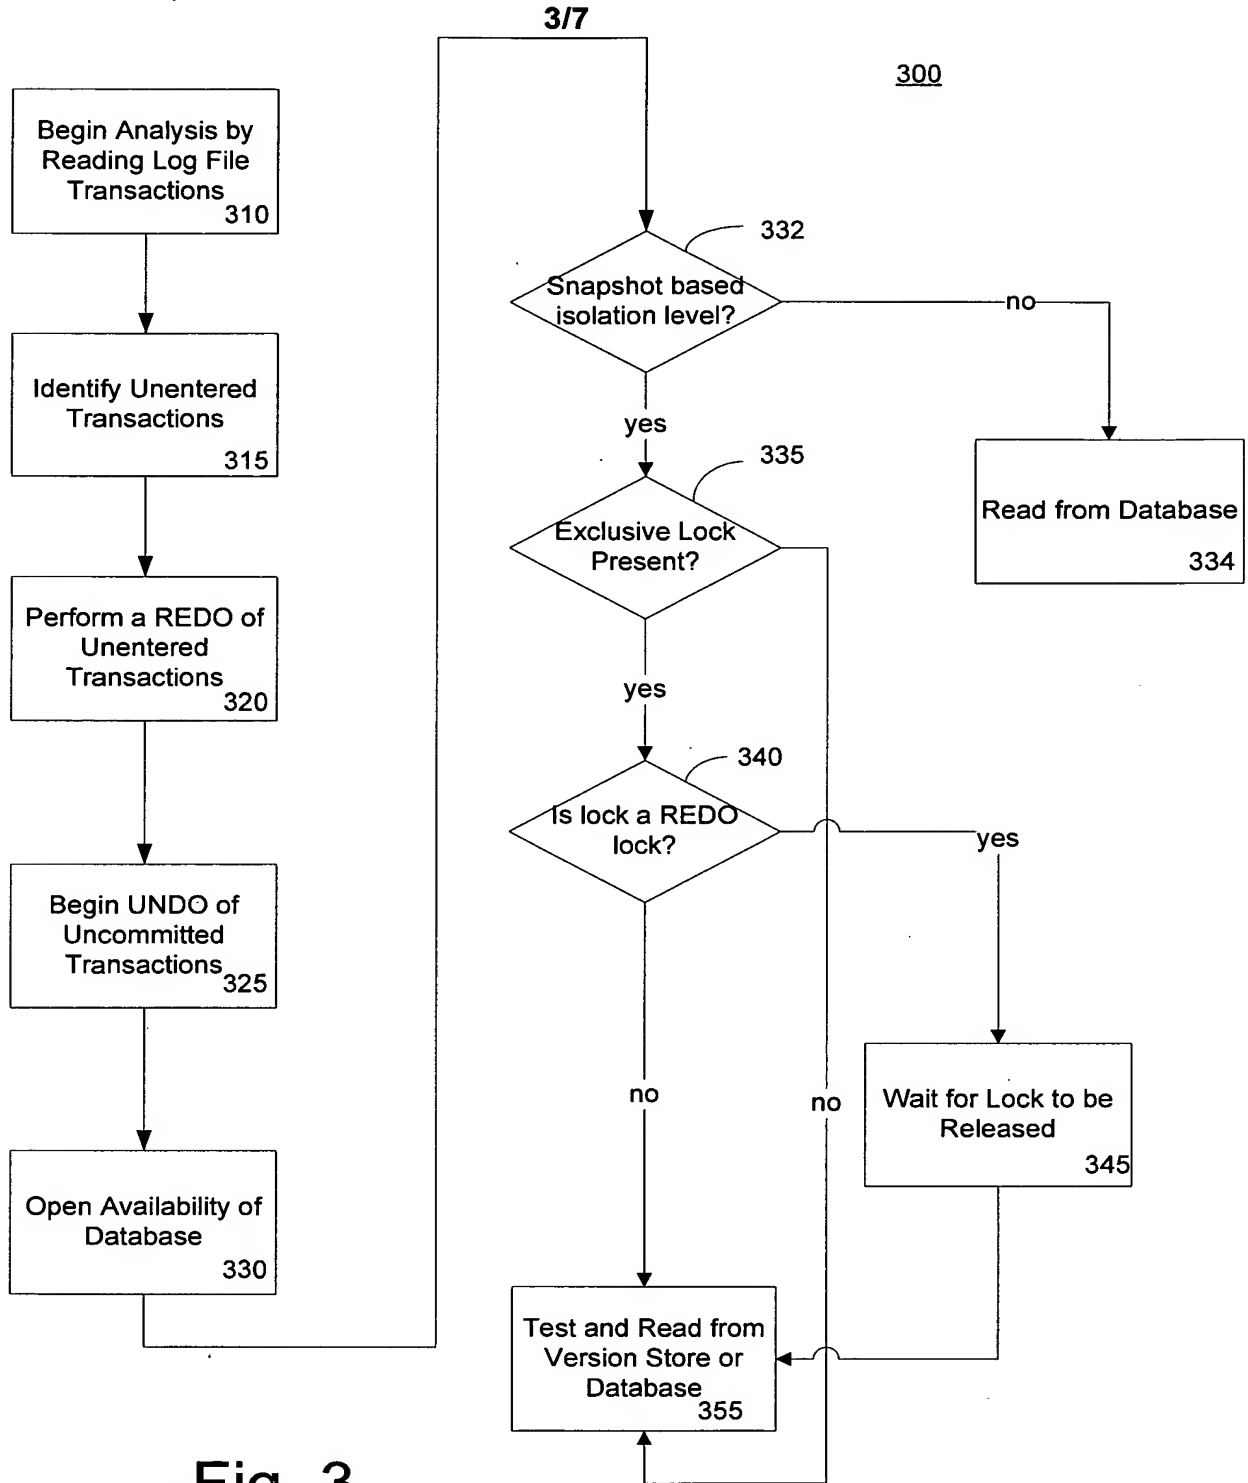 3/7
300
Begin Analysis by
Reading Log File
Transactions
310
Identify Unentered
Transactions
315
Perform a REDO of
Unentered
Transactions
320
Begin UNDO of
Uncommitted
Transactions
325
Open Availability of
Database
330
332
Snapshot based
isolation level?
no
yes
Read from Database
334
335
Exclusive Lock
Present?
yes
340
Is lock a REDO
lock?
yes
no
no
Wait for Lock to be
Released
345
Test and Read from
Version Store or
Database
355
Fig. 3